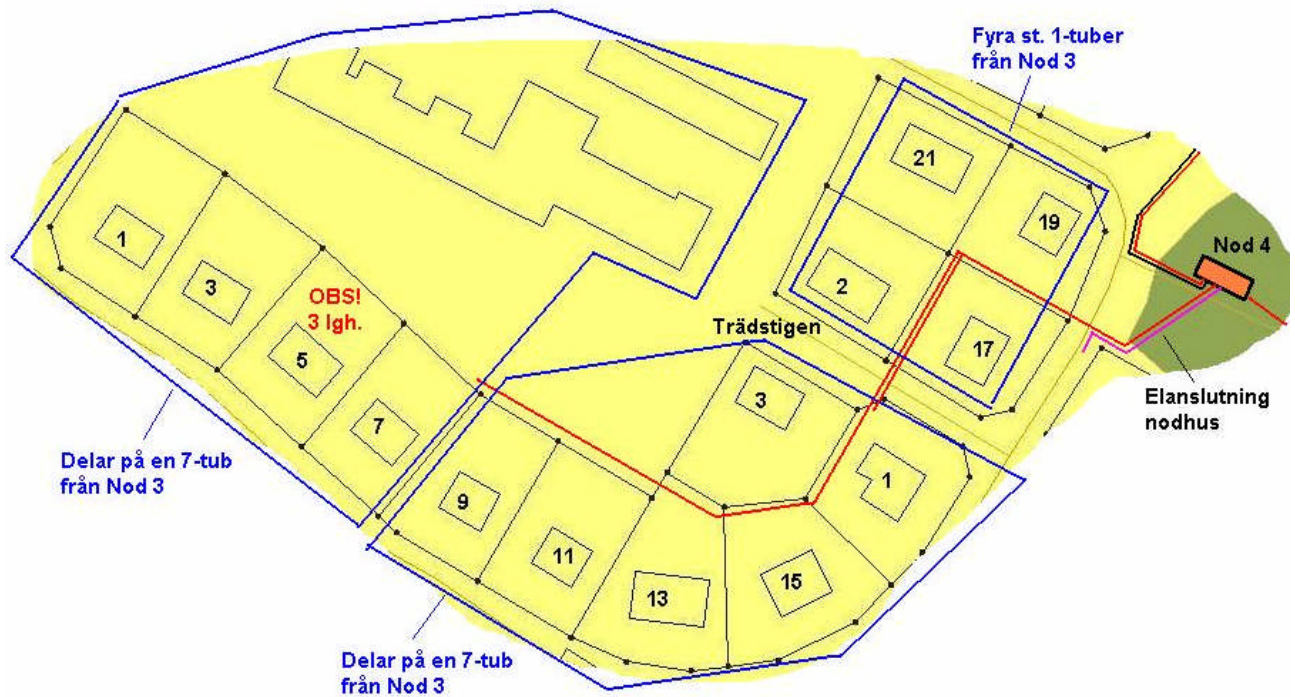 Fyra st. 1-tuber
från Nod 3
21
19
Nod 4
1
3
OBS!
3 lgh.
2
17
Trädstigen
5
3
Elanslutning
nodhus
7
Delar på en 7-tub
från Nod 3
9
1
11
15
13
Delar på en 7-tub
från Nod 3